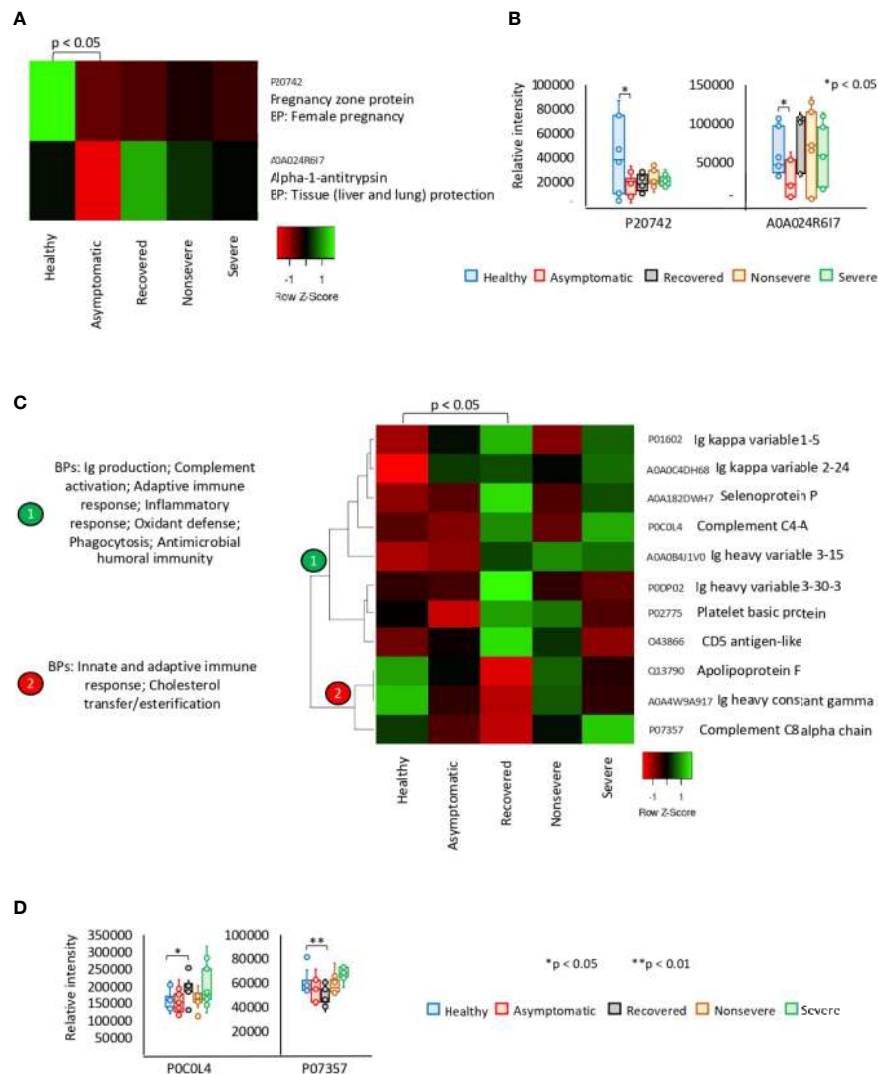 A
p < 0.05
P20742
Pregnancy zone protein
BP: Female pregnancy
A0A024R6I7
Alpha-1-antitrypsin
BP: Tissue (liver and lung) protection
Healthy
Asymptomatic
Recovered
Nonsevere
Severe
-1 1
Row Z-Score
B
Relative intensity
100000
80000
60000
40000
20000
-
*
P20742
150000
100000
50000
-
*
*p < 0.05
A0A024R6I7
Healthy Asymptomatic Recovered Nonsevere Severe
C
p < 0.05
1
BPs: Ig production; Complement
activation; Adaptive immune
response; Inflammatory
response; Oxidant defense;
Phagocytosis; Antimicrobial
humoral immunity
2
BPs: Innate and adaptive immune
response; Cholesterol
transfer/esterification
1
2
P01602 Ig kappa variable 1-5
A0A0C4DH68 Ig kappa variable 2-24
A0A182DWH7 Selenoprotein P
P0C0L4 Complement C4-A
A0A0B4J1V0 Ig heavy variable 3-15
P0DP02 Ig heavy variable 3-30-3
P02775 Platelet basic protein
O43866 CD5 antigen-like
Q13790 Apolipoprotein F
A0A4W9A917 Ig heavy constant gamma
P07357 Complement C8 alpha chain
Healthy
Asymptomatic
Recovered
Nonsevere
Severe
-1 1
Row Z-Score
D
Relative intensity
350000
300000
250000
200000
150000
100000
50000
*
P0C0L4
100000
80000
60000
40000
20000
**
P07357
*p < 0.05 **p < 0.01
Healthy Asymptomatic Recovered Nonsevere Severe